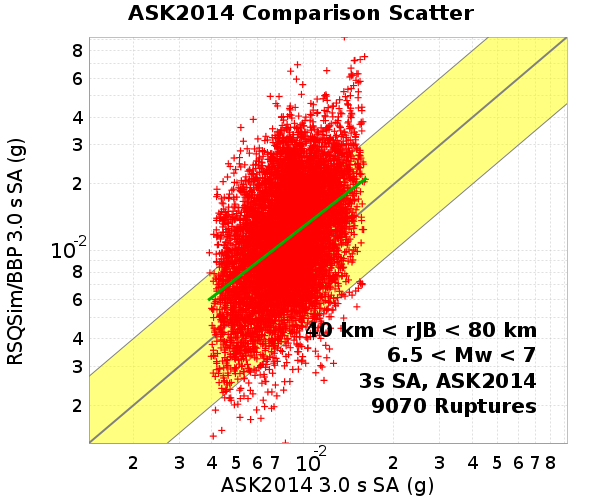 ASK2014 Comparison Scatter
RSQSim/BBP 3.0 s SA (g)
8
6
4
3
2
10-2
8
6
4
3
2
40 km < rJB < 80 km
6.5 < Mw < 7
3s SA, ASK2014
9070 Ruptures
2 3 4 5 6 7 10-2 2 3 4 5 6 7 8
ASK2014 3.0 s SA (g)